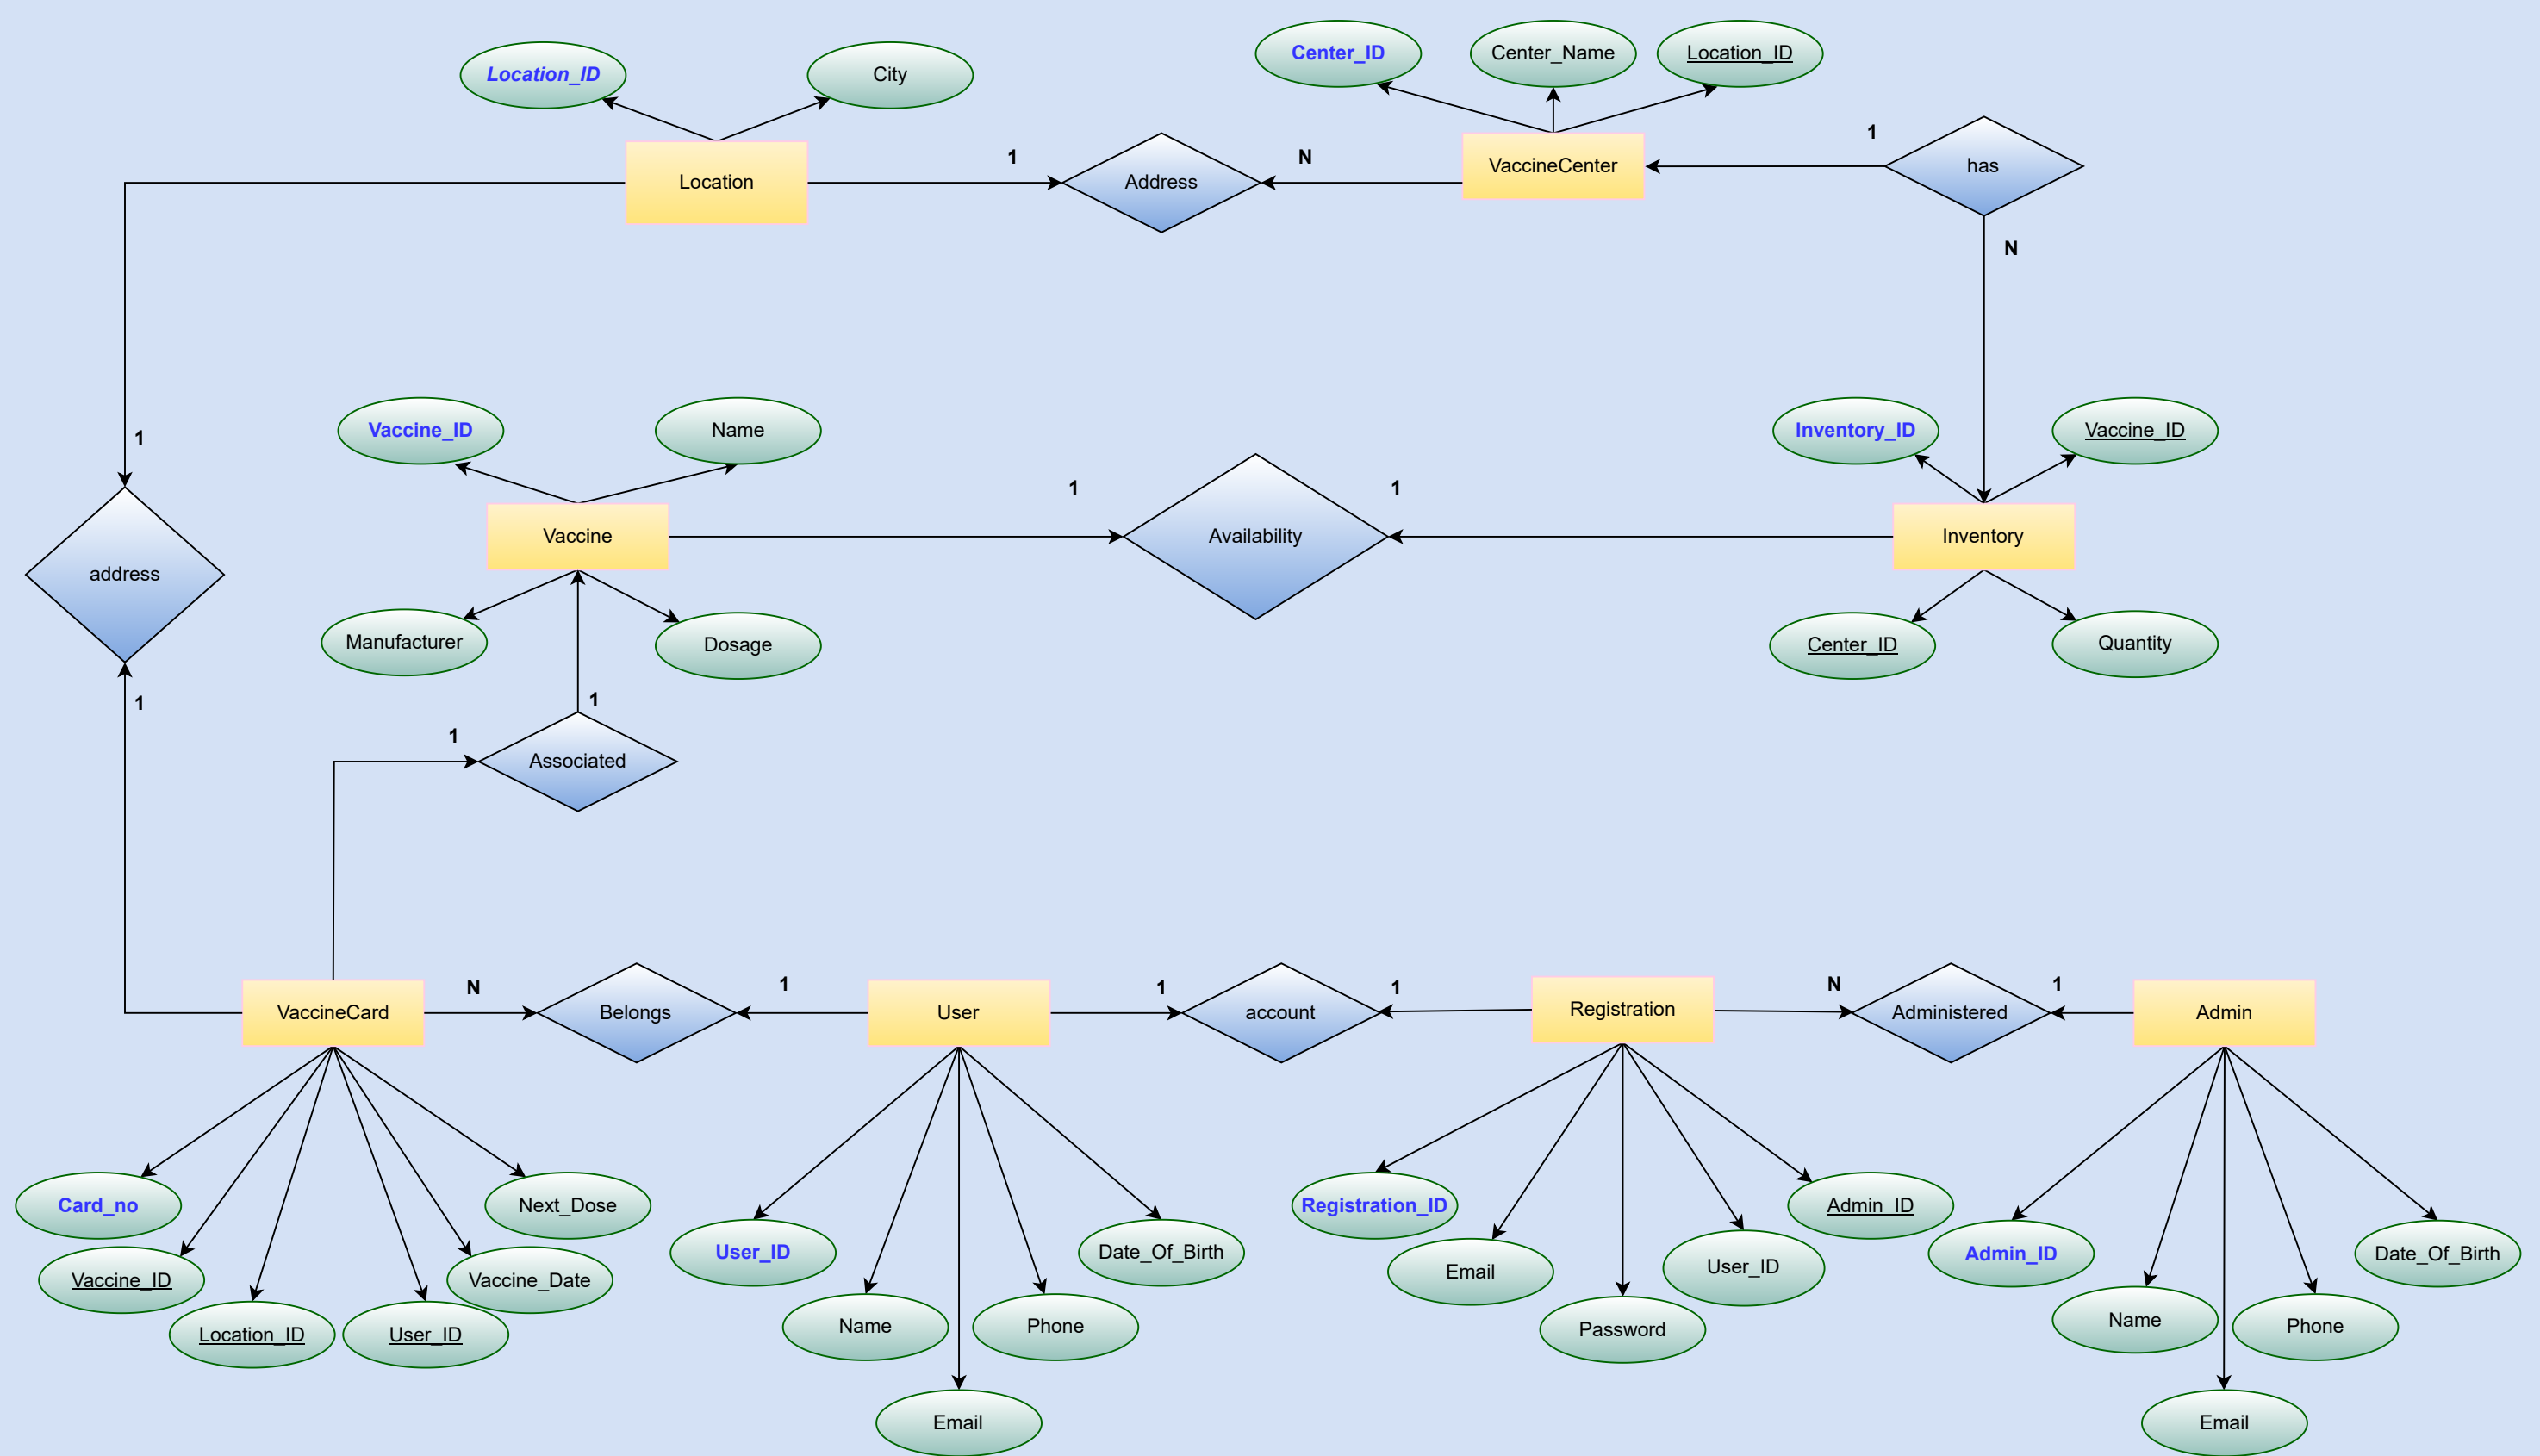 Center_ID
Center_Name
Location_ID
Location_ID
City
1
1
N
VaccineCenter
has
Location
Address
N
Vaccine_ID
Name
Inventory_ID
Vaccine_ID
1
1
1
Vaccine
Availability
Inventory
address
Manufacturer
Dosage
Center_ID
Quantity
1
1
1
Associated
N
1
1
1
N
1
VaccineCard
Belongs
User
account
Registration
Administered
Admin
Card_no
Next_Dose
Registration_ID
Admin_ID
Vaccine_ID
Vaccine_Date
User_ID
Date_Of_Birth
Email
User_ID
Admin_ID
Date_Of_Birth
Location_ID
User_ID
Name
Phone
Password
Name
Phone
Email
Email